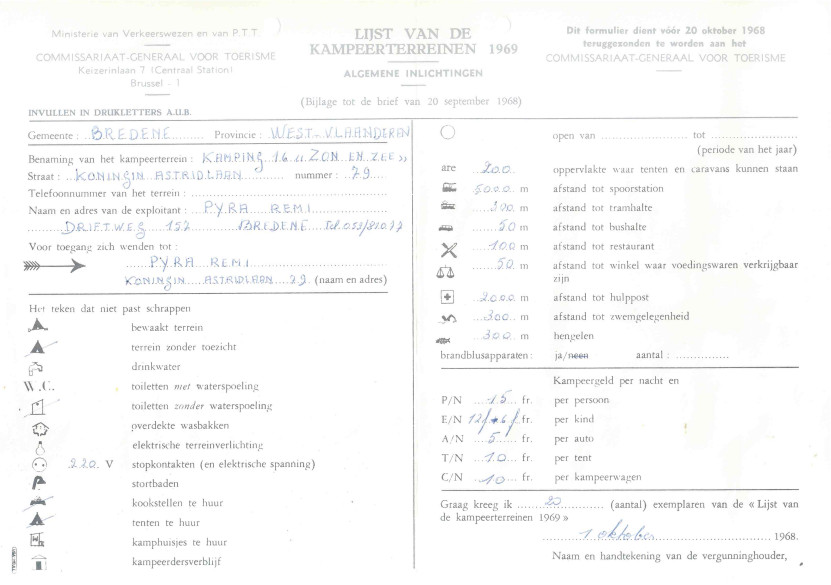 Ministerie van Verkeerswezen en van P.T.T.
COMMISSARIAAT-GENERAAL VOOR TOERISME
Keizerinlaan 7 (Centraal Station)
Brussel - 1
LIJST VAN DE
KAMPEERTERREINEN 1969
ALGEMENE INLICHTINGEN
(Bijlage tot de brief van 20 september 1968)
Dit formulier dient vóór 20 oktober 1968
teruggezonden te worden aan het
COMMISSARIAAT-GENERAAL VOOR TOERISME
INVULLEN IN DRUKLETTERS A.U.B.
Gemeente : BREDENE Provincie : WEST-VLAANDEREN
Benaming van het kampeerterrein : KAMPING 16 "ZON EN ZEE"
Straat : KONINGIN ASTRIDLAAN nummer : 79
Telefoonnummer van het terrein :
Naam en adres van de exploitant : PYRA REMI
DRIFTWEG 152 BREDENE
Voor toegang zich wenden tot :
PYRA REMI
KONINGIN ASTRIDLAAN 79 (naam en adres)
Het teken dat niet past schrappen
bewaakt terrein
terrein zonder toezicht
drinkwater
W.C. toiletten met waterspoeling
toiletten zonder waterspoeling
overdekte wasbakken
elektrische terreinverlichting
220 V stopkontakten (en elektrische spanning)
stortbaden
kookstellen te huur
tenten te huur
kamphuisjes te huur
kampeerdersverblijf
open van tot
(periode van het jaar)
are 200 oppervlakte waar tenten en caravans kunnen staan
5000 m afstand tot spoorstation
300 m afstand tot tramhalte
50 m afstand tot bushalte
100 m afstand tot restaurant
50 m afstand tot winkel waar voedingswaren verkrijgbaar
zijn
2000 m afstand tot hulppost
300 m afstand tot zwemgelegenheid
300 m hengelen
brandblusapparaten : ja/neen aantal :
Kampeergeld per nacht en
P/N 15 fr. per persoon
E/N fr. per kind
A/N 5 fr. per auto
T/N 10 fr. per tent
C/N 10 fr. per kampeerwagen
Graag kreeg ik 20 (aantal) exemplaren van de « Lijst van
de kampeerterreinen 1969 »
1 oktober 1968.
Naam en handtekening van de vergunninghouder,